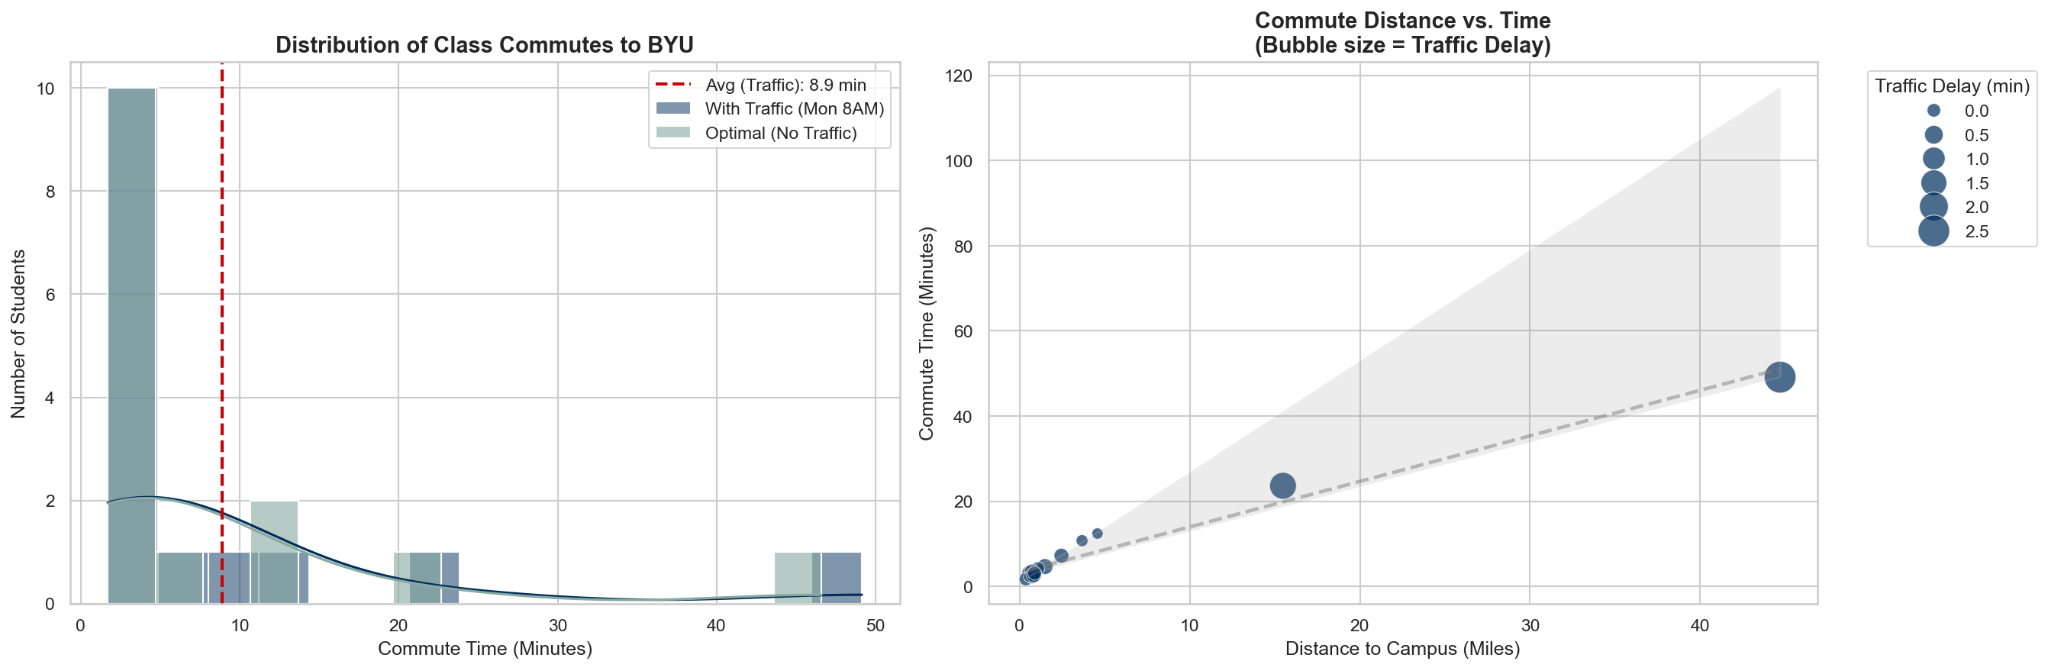 Distribution of Class Commutes to BYU
10
8
6
4
2
0
Number of Students
Avg (Traffic): 8.9 min
With Traffic (Mon 8AM)
Optimal (No Traffic)
0
10
20
30
40
50
Commute Time (Minutes)
Commute Distance vs. Time
(Bubble size = Traffic Delay)
120
100
80
60
40
20
0
Commute Time (Minutes)
0
10
20
30
40
Distance to Campus (Miles)
Traffic Delay (min)
0.0
0.5
1.0
1.5
2.0
2.5